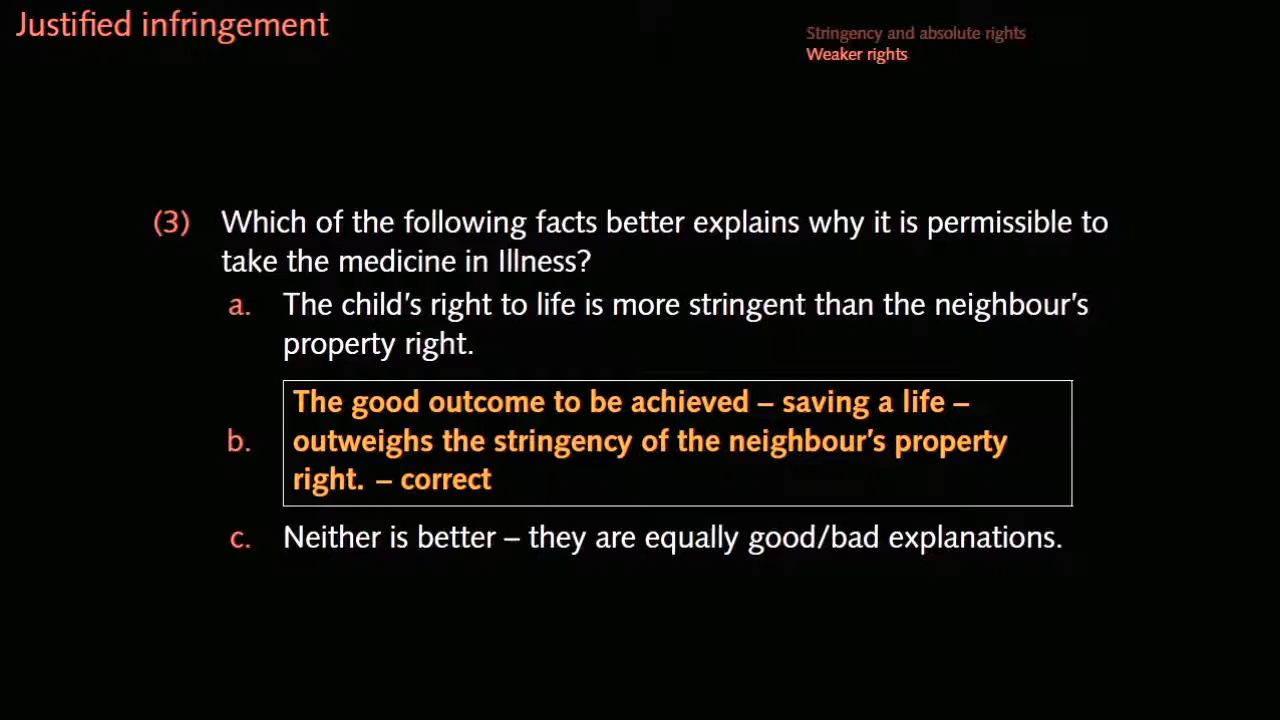 Justified infringement
Stringency and absolute rights
Weaker rights
(3) Which of the following facts better explains why it is permissible to
take the medicine in Illness?
a. The child's right to life is more stringent than the neighbour's
property right.
The good outcome to be achieved – saving a life –
b. outweighs the stringency of the neighbour's property
right. – correct
c. Neither is better – they are equally good/bad explanations.